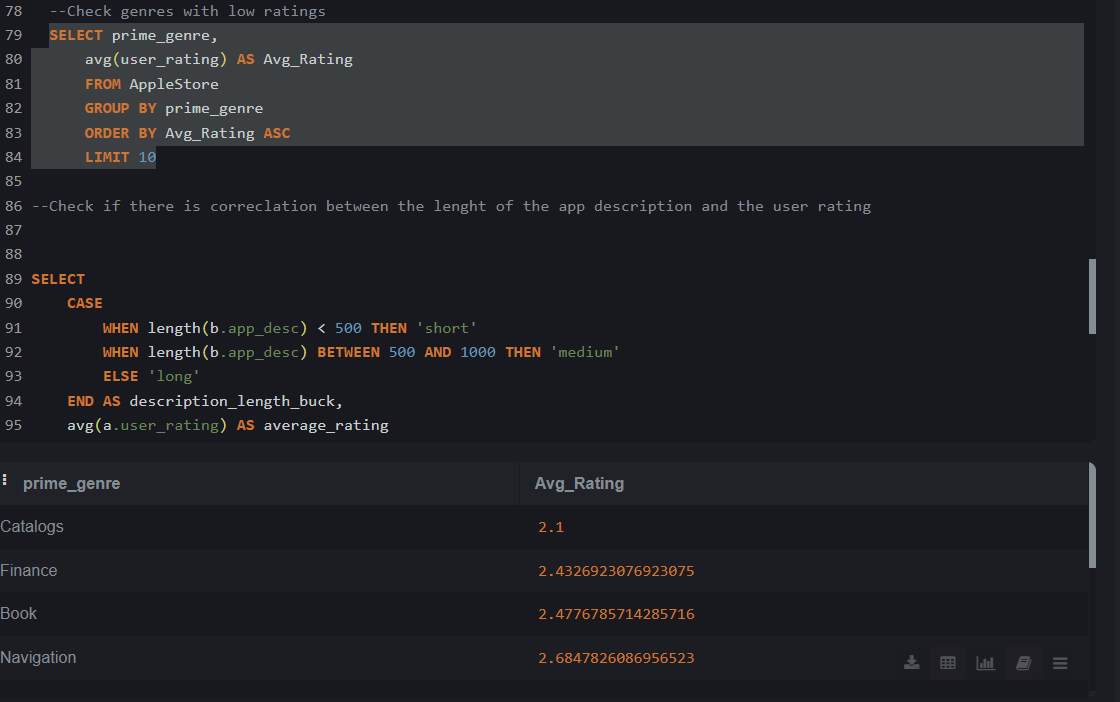 78 --Check genres with low ratings
79 SELECT prime_genre,
80 avg(user_rating) AS Avg_Rating
81 FROM AppleStore
82 GROUP BY prime_genre
83 ORDER BY Avg_Rating ASC
84 LIMIT 10
85
86 --Check if there is correclation between the lenght of the app description and the user rating
87
88
89 SELECT
90 CASE
91 WHEN length(b.app_desc) < 500 THEN 'short'
92 WHEN length(b.app_desc) BETWEEN 500 AND 1000 THEN 'medium'
93 ELSE 'long'
94 END AS description_length_buck,
95 avg(a.user_rating) AS average_rating
prime_genre Avg_Rating
Catalogs 2.1
Finance 2.4326923076923075
Book 2.4776785714285716
Navigation 2.6847826086956523